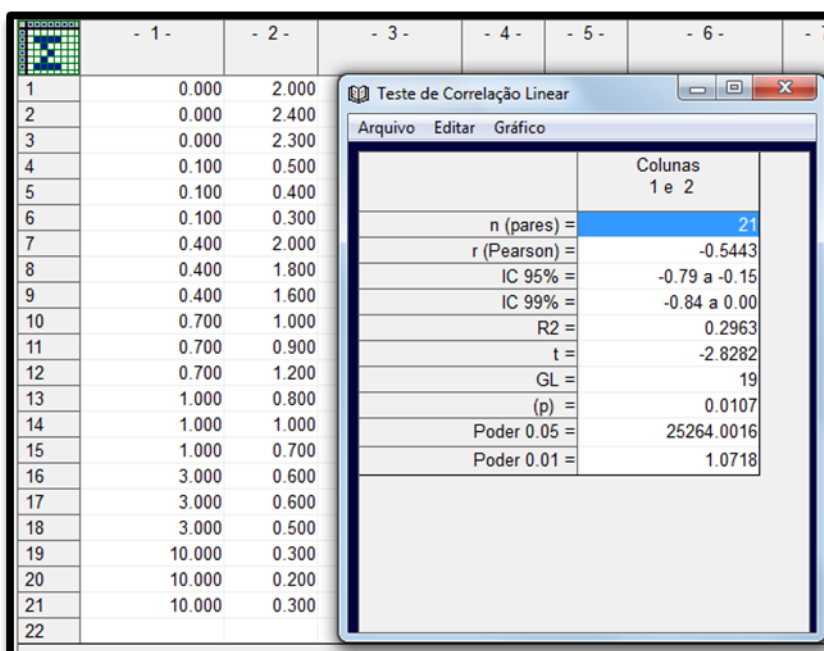 - 1 - - 2 - - 3 - - 4 - - 5 - - 6 -
1 0.000 2.000
2 0.000 2.400
3 0.000 2.300
4 0.100 0.500
5 0.100 0.400
6 0.100 0.300
7 0.400 2.000
8 0.400 1.800
9 0.400 1.600
10 0.700 1.000
11 0.700 0.900
12 0.700 1.200
13 1.000 0.800
14 1.000 1.000
15 1.000 0.700
16 3.000 0.600
17 3.000 0.600
18 3.000 0.500
19 10.000 0.300
20 10.000 0.200
21 10.000 0.300
22
Teste de Correlação Linear
Arquivo Editar Gráfico
Colunas
1 e 2
n (pares) = 21
r (Pearson) = -0.5443
IC 95% = -0.79 a -0.15
IC 99% = -0.84 a 0.00
R2 = 0.2963
t = -2.8282
GL = 19
(p) = 0.0107
Poder 0.05 = 25264.0016
Poder 0.01 = 1.0718